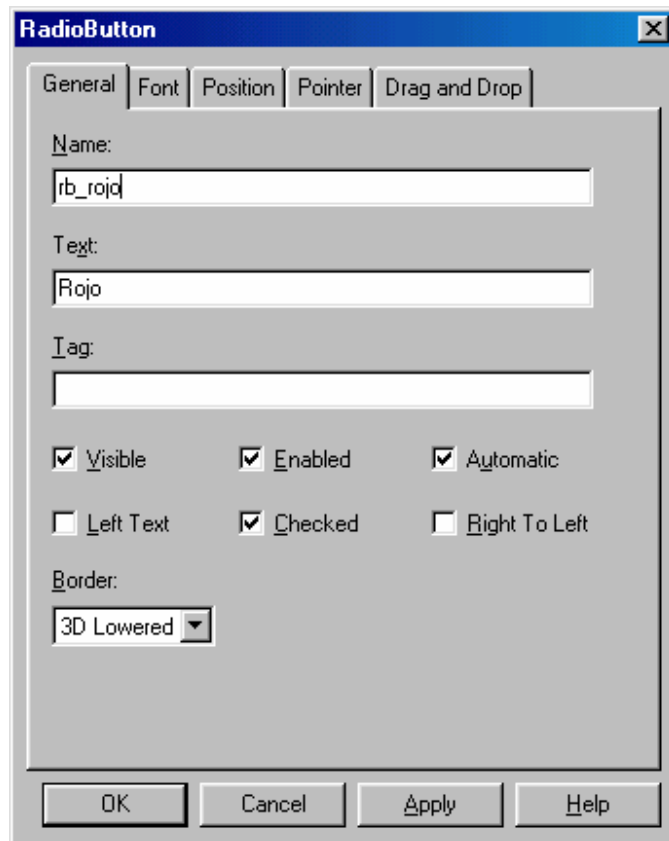 RadioButton
General Font Position Pointer Drag and Drop
Name:
rb_rojo
Text:
Rojo
Tag:
Visible Enabled Automatic
Left Text Checked Right To Left
Border:
3D Lowered
OK Cancel Apply Help